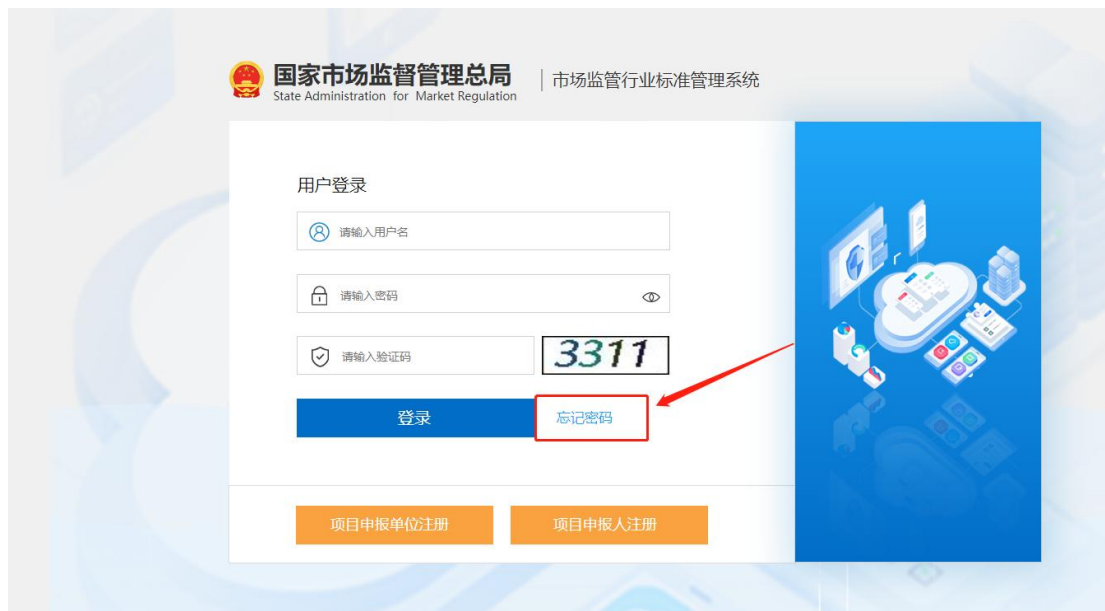 国家市场监督管理总局
State Administration for Market Regulation
市场监管行业标准管理系统
用户登录
请输入用户名
请输入密码
请输入验证码
3311
登录
忘记密码
项目申报单位注册
项目申报人注册